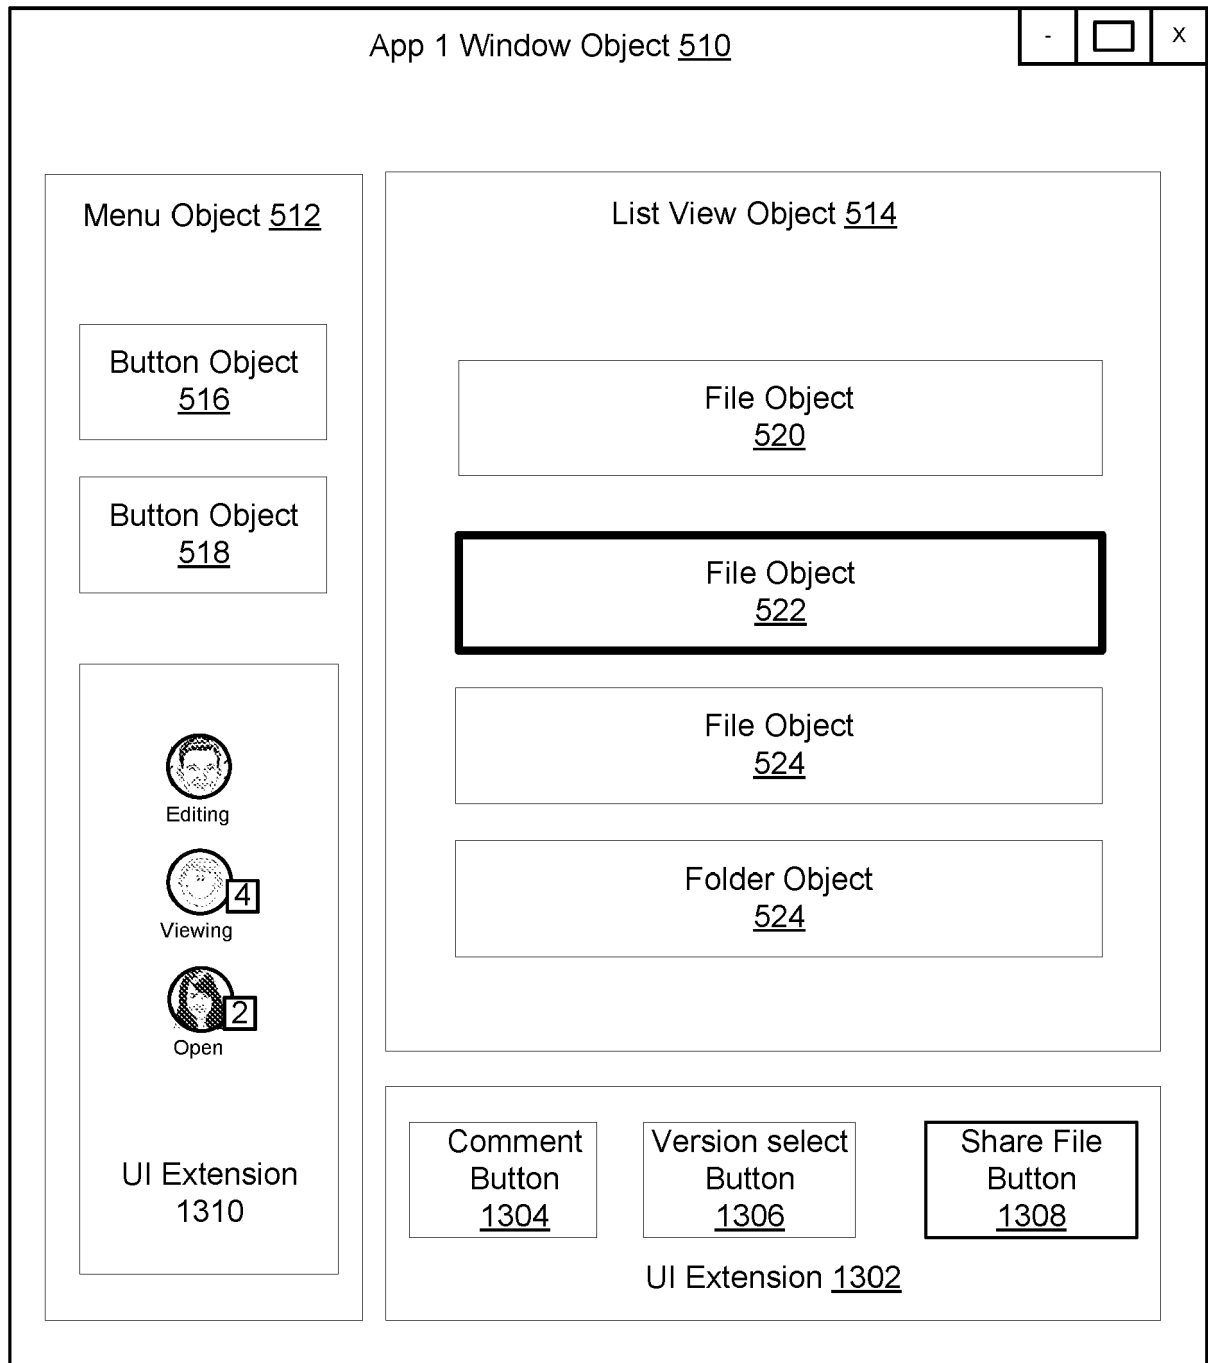 App 1 Window Object 510
- X
Menu Object 512
Button Object
516
Button Object
518
Editing
4
Viewing
2
Open
UI Extension
1310
List View Object 514
File Object
520
File Object
522
File Object
524
Folder Object
524
Comment
Button
1304
Version select
Button
1306
Share File
Button
1308
UI Extension 1302